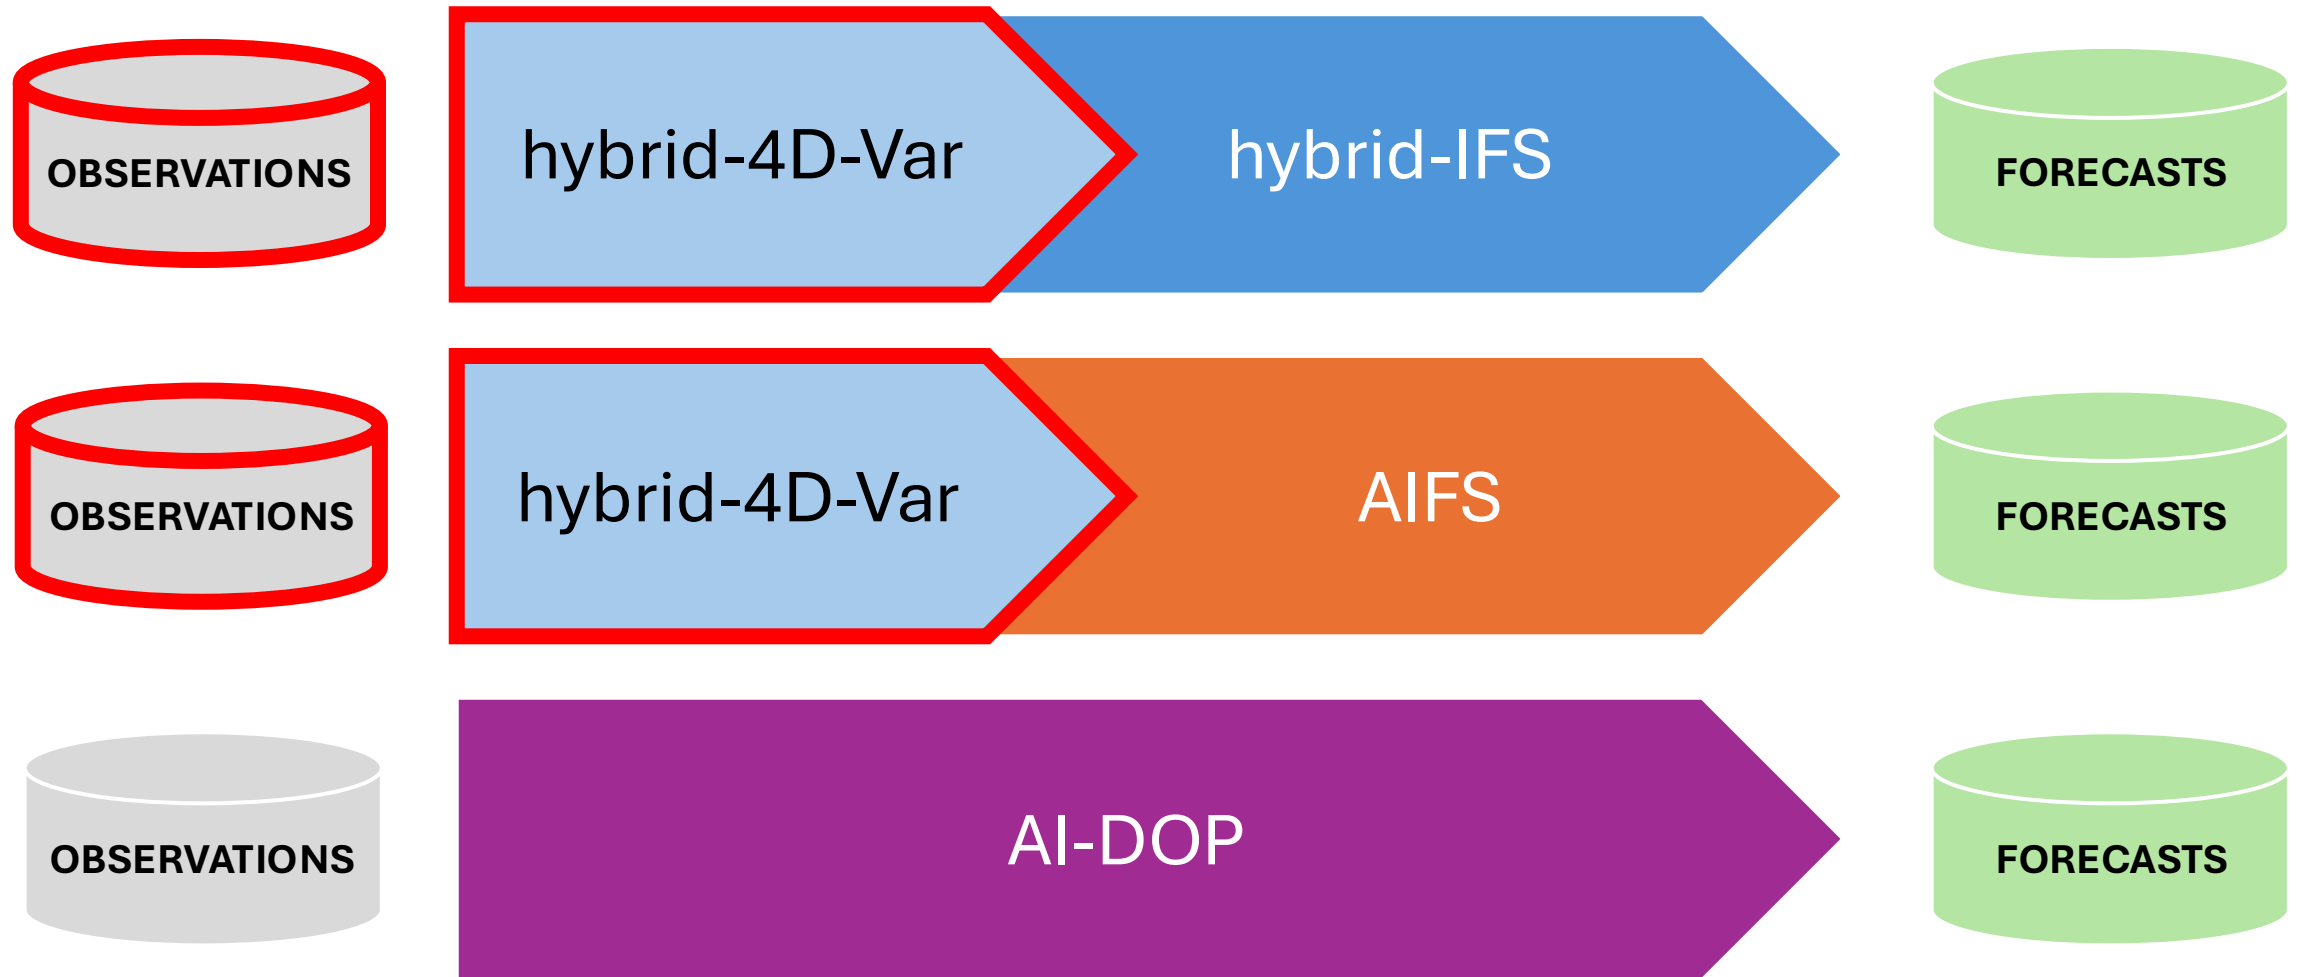 OBSERVATIONS
hybrid-4D-Var
hybrid-IFS
FORECASTS
OBSERVATIONS
hybrid-4D-Var
AIFS
FORECASTS
OBSERVATIONS
AI-DOP
FORECASTS